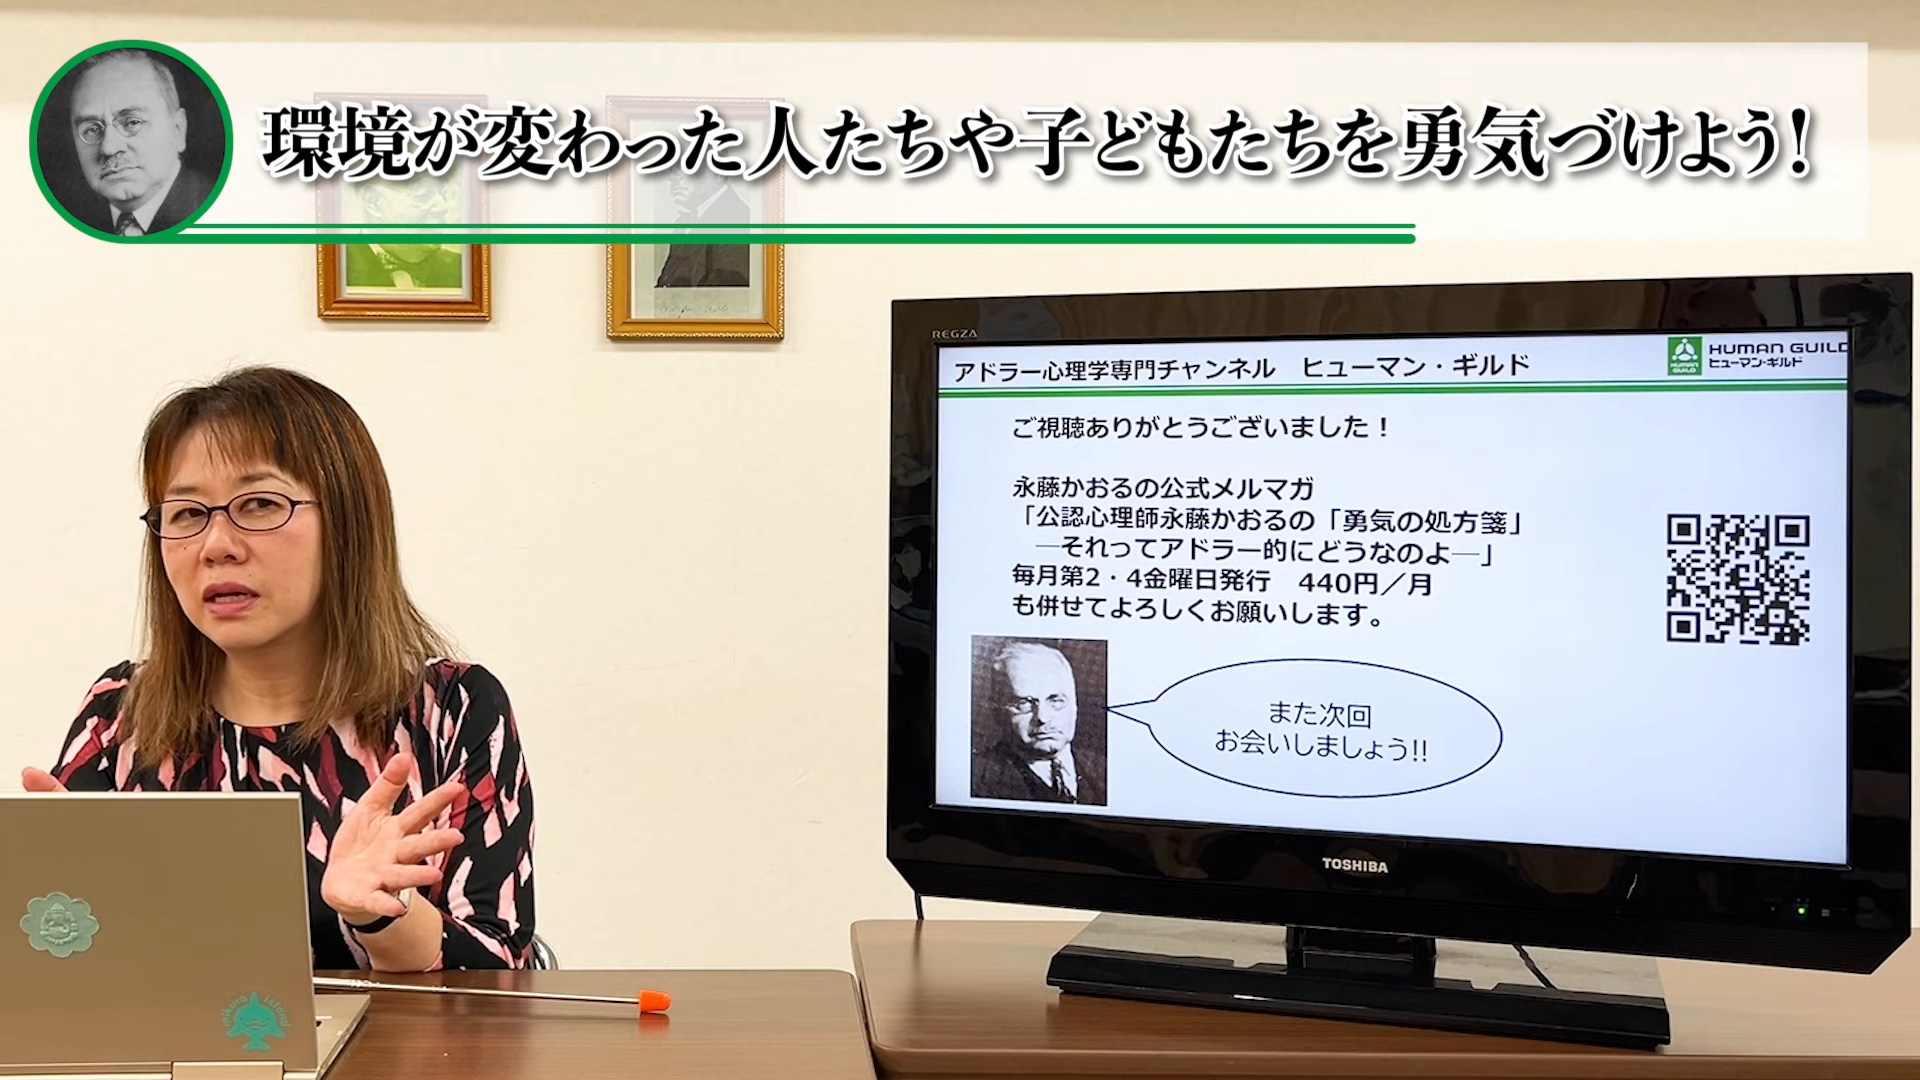 環境が変わった人たちや子どもたちを勇気づけよう!
REGZA
アドラー心理学専門チャンネル　ヒューマン・ギルド
HUMAN GUILD
ヒューマン・ギルド
HUMAN
GUILD
ご視聴ありがとうございました！
永藤かおるの公式メルマガ
「公認心理師永藤かおるの「勇気の処方箋」
―それってアドラー的にどうなのよ―」
毎月第2・4金曜日発行　440円／月
も併せてよろしくお願いします。
また次回
お会いしましょう!!
TOSHIBA
mikura island